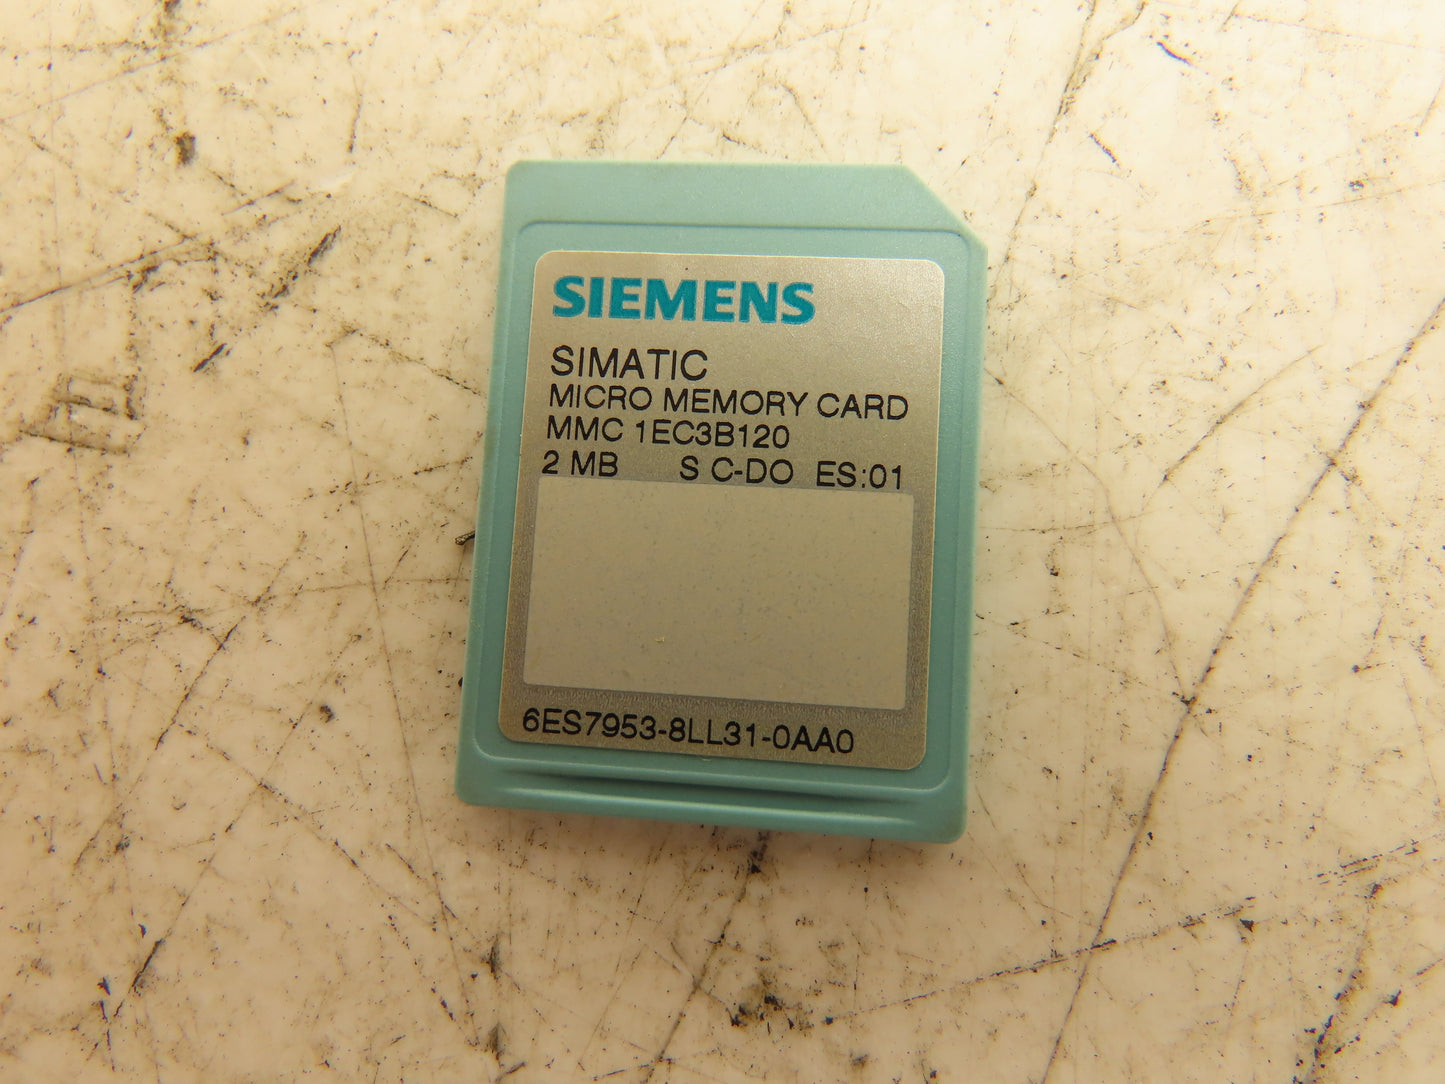 SIEMENS
SIMATIC
MICRO MEMORY CARD
MMC 1EC3B120
2 MB S C-DO ES:01
6ES7953-8LL31-0AA0